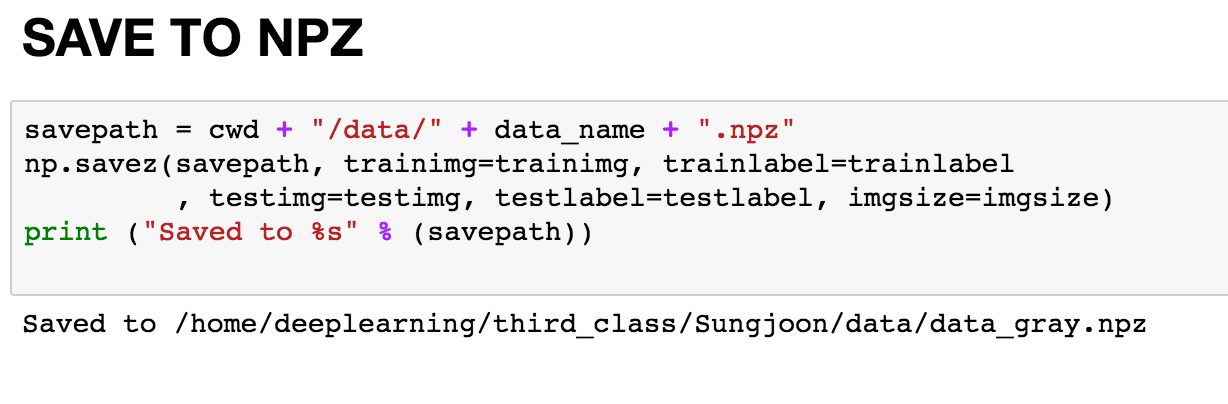 SAVE TO NPZ
savepath = cwd + "/data/" + data_name + ".npz"
np.savez(savepath, trainimg=trainimg, trainlabel=trainlabel
         , testimg=testimg, testlabel=testlabel, imgsize=imgsize)
print ("Saved to %s" % (savepath))
Saved to /home/deeplearning/third_class/Sungjoon/data/data_gray.npz